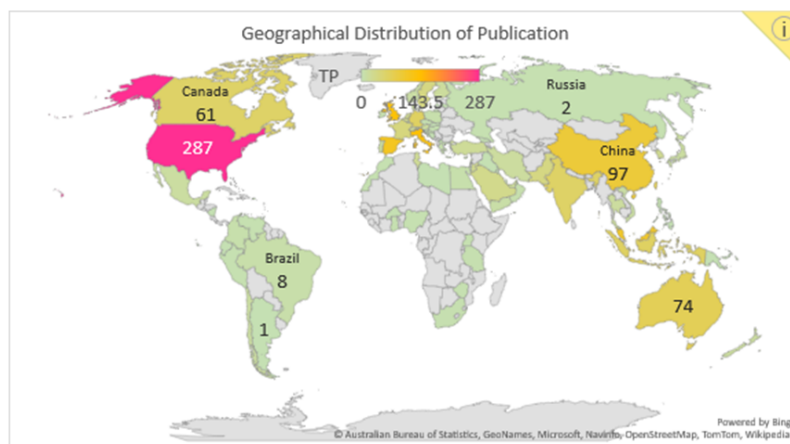 Geographical Distribution of Publication
i
TP
0 143.5 287
Canada
61
287
Russia
2
China
97
Brazil
8
1
74
Powered by Bing
© Australian Bureau of Statistics, GeoNames, Microsoft, Navinfo, OpenStreetMap, TomTom, Wikipedia